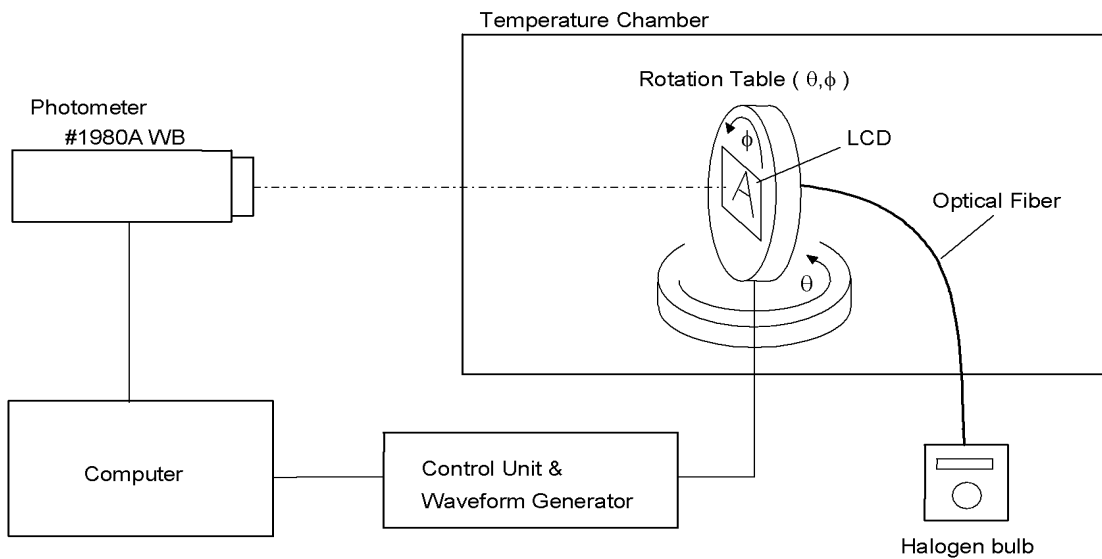 Temperature Chamber
Rotation Table ( θ,ϕ )
Photometer
#1980A WB
ϕ
LCD
A
Optical Fiber
θ
Computer
Control Unit &
Waveform Generator
Halogen bulb